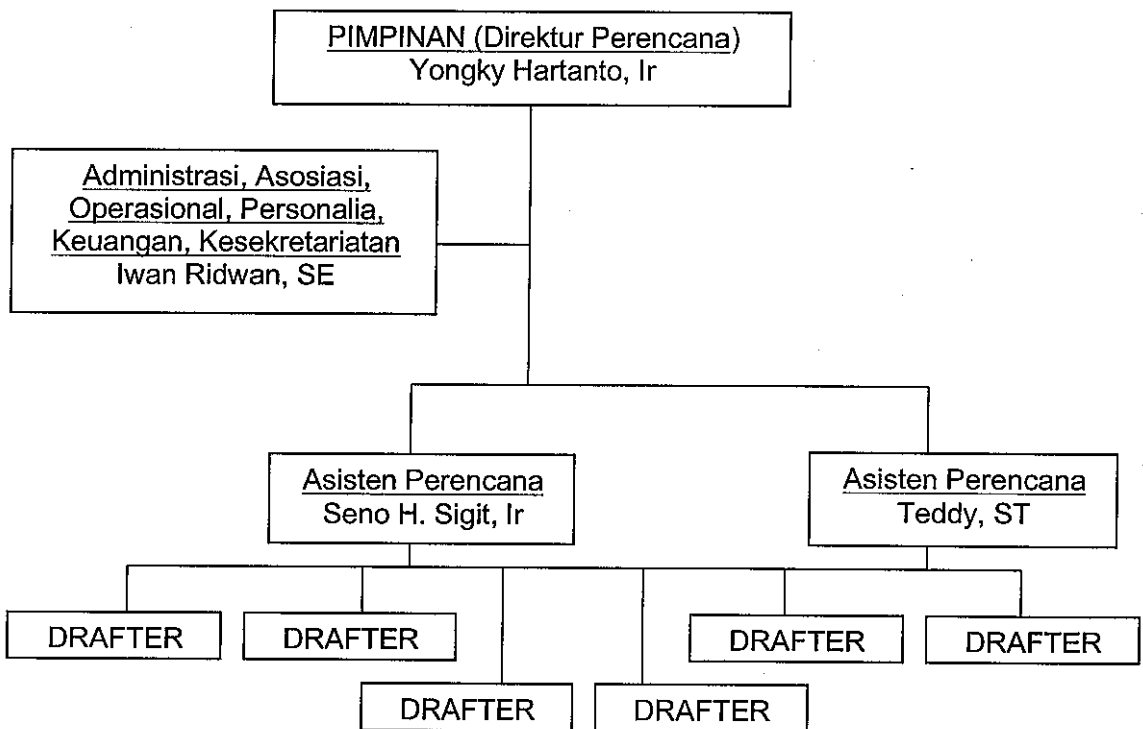 PIMPINAN (Direktur Perencana)
Yongky Hartanto, Ir
Administrasi, Asosiasi,
Operasional, Personalia,
Keuangan, Kesekretariatan
Iwan Ridwan, SE
Asisten Perencana
Seno H. Sigit, Ir
Asisten Perencana
Teddy, ST
DRAFTER
DRAFTER
DRAFTER
DRAFTER
DRAFTER
DRAFTER